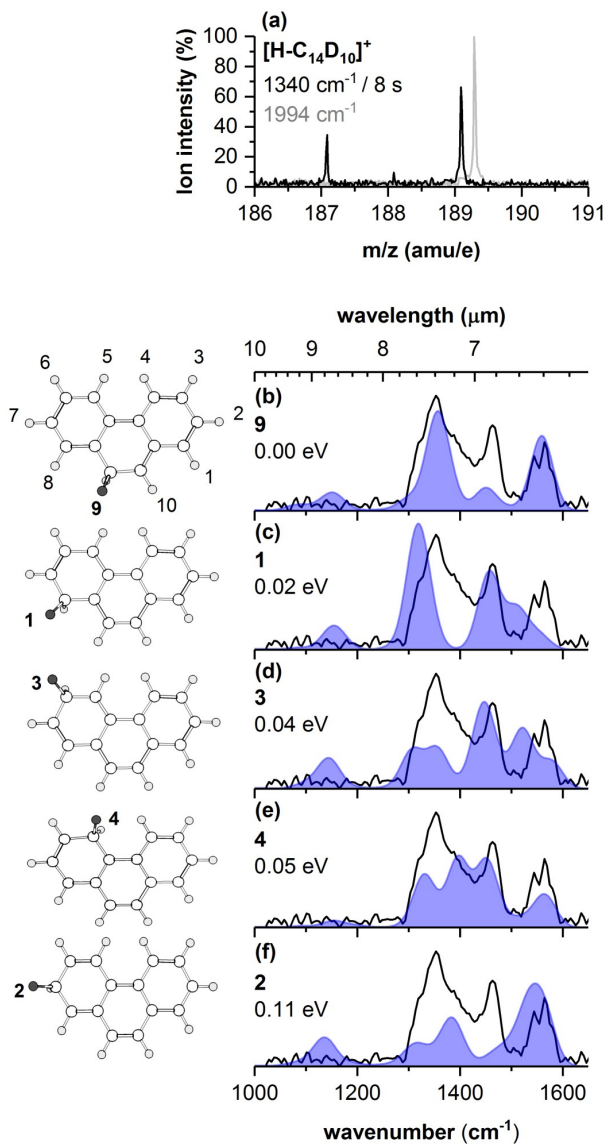 (a)
[H-C14D10]+
1340 cm-1 / 8 s
1994 cm-1
Ion intensity (%)
100
80
60
40
20
0
186 187 188 189 190 191
m/z (amu/e)
wavelength (μm)
10 9 8 7
6 5 4 3
7 2
8 1
9 10
(b)
9
0.00 eV
1
(c)
1
0.02 eV
3
(d)
3
0.04 eV
4
(e)
4
0.05 eV
2
(f)
2
0.11 eV
1000 1200 1400 1600
wavenumber (cm-1)